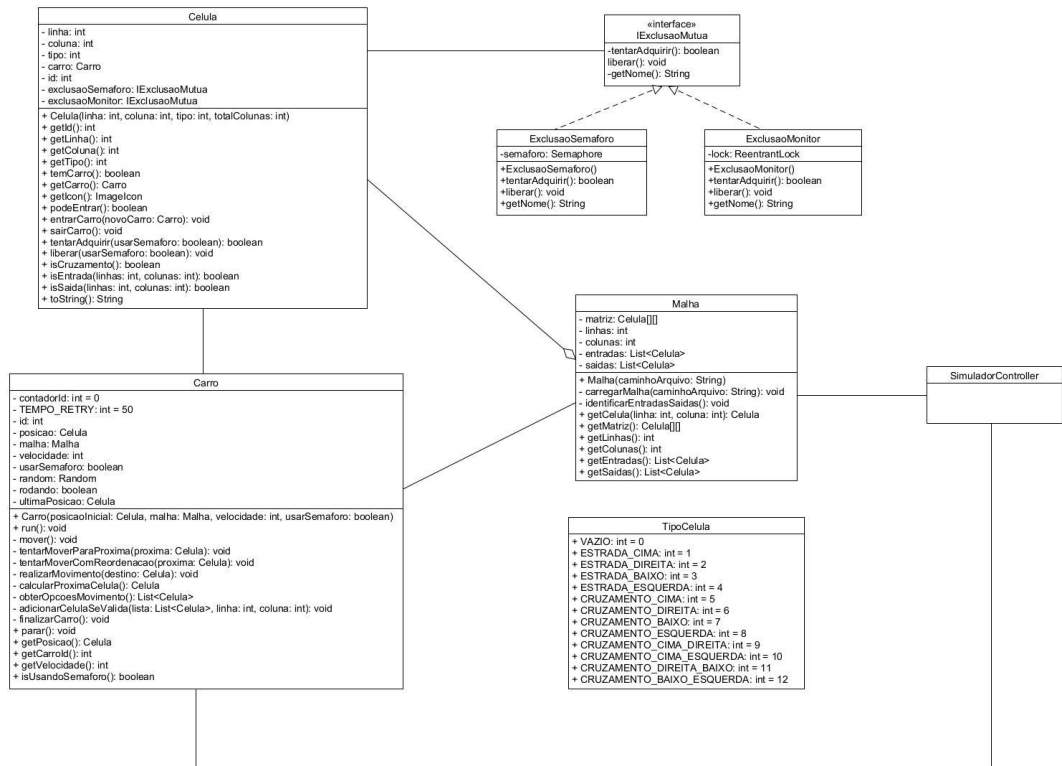 Celula
- linha: int
- coluna: int
- tipo: int
- carro: Carro
- id: int
- exclusaoSemaforo: IExclusaoMutua
- exclusaoMonitor: IExclusaoMutua
+ Celula(linha: int, coluna: int, tipo: int, totalColunas: int)
+ getId(): int
+ getLinha(): int
+ getColuna(): int
+ getTipo(): int
+ temCarro(): boolean
+ getCarro(): Carro
+ getIcon(): ImageIcon
+ podeEntrar(): boolean
+ entrarCarro(novoCarro: Carro): void
+ sairCarro(): void
+ tentarAdquirir(usarSemaforo: boolean): boolean
+ liberar(usarSemaforo: boolean): void
+ isCruzamento(): boolean
+ isEntrada(linhas: int, colunas: int): boolean
+ isSaida(linhas: int, colunas: int): boolean
+ toString(): String
«interface»
IExclusaoMutua
-tentarAdquirir(): boolean
liberar(): void
-getNome(): String
ExclusaoSemaforo
-semaforo: Semaphore
+ExclusaoSemaforo()
+tentarAdquirir(): boolean
+liberar(): void
+getNome(): String
ExclusaoMonitor
-lock: ReentrantLock
+ExclusaoMonitor()
+tentarAdquirir(): boolean
+liberar(): void
+getNome(): String
Malha
- matriz: Celula[][]
- linhas: int
- colunas: int
- entradas: List<Celula>
- saidas: List<Celula>
+ Malha(caminhoArquivo: String)
- carregarMalha(caminhoArquivo: String): void
- identificarEntradasSaidas(): void
+ getCelula(linha: int, coluna: int): Celula
+ getMatriz(): Celula[][]
+ getLinhas(): int
+ getColunas(): int
+ getEntradas(): List<Celula>
+ getSaidas(): List<Celula>
SimuladorController
Carro
- contadorId: int = 0
- TEMPO_RETRY: int = 50
- id: int
- posicao: Celula
- malha: Malha
- velocidade: int
- usarSemaforo: boolean
- random: Random
- rodando: boolean
- ultimaPosicao: Celula
+ Carro(posicaoInicial: Celula, malha: Malha, velocidade: int, usarSemaforo: boolean)
+ run(): void
- mover(): void
- tentarMoverParaProxima(proxima: Celula): void
- tentarMoverComReordenacao(proxima: Celula): void
- realizarMovimento(destino: Celula): void
- calcularProximaCelula(): Celula
- obterOpcoesMovimento(): List<Celula>
- adicionarCelulaSeValida(lista: List<Celula>, linha: int, coluna: int): void
- finalizarCarro(): void
+ parar(): void
+ getPosicao(): Celula
+ getCarroId(): int
+ getVelocidade(): int
+ isUsandoSemaforo(): boolean
TipoCelula
+ VAZIO: int = 0
+ ESTRADA_CIMA: int = 1
+ ESTRADA_DIREITA: int = 2
+ ESTRADA_BAIXO: int = 3
+ ESTRADA_ESQUERDA: int = 4
+ CRUZAMENTO_CIMA: int = 5
+ CRUZAMENTO_DIREITA: int = 6
+ CRUZAMENTO_BAIXO: int = 7
+ CRUZAMENTO_ESQUERDA: int = 8
+ CRUZAMENTO_CIMA_DIREITA: int = 9
+ CRUZAMENTO_CIMA_ESQUERDA: int = 10
+ CRUZAMENTO_DIREITA_BAIXO: int = 11
+ CRUZAMENTO_BAIXO_ESQUERDA: int = 12